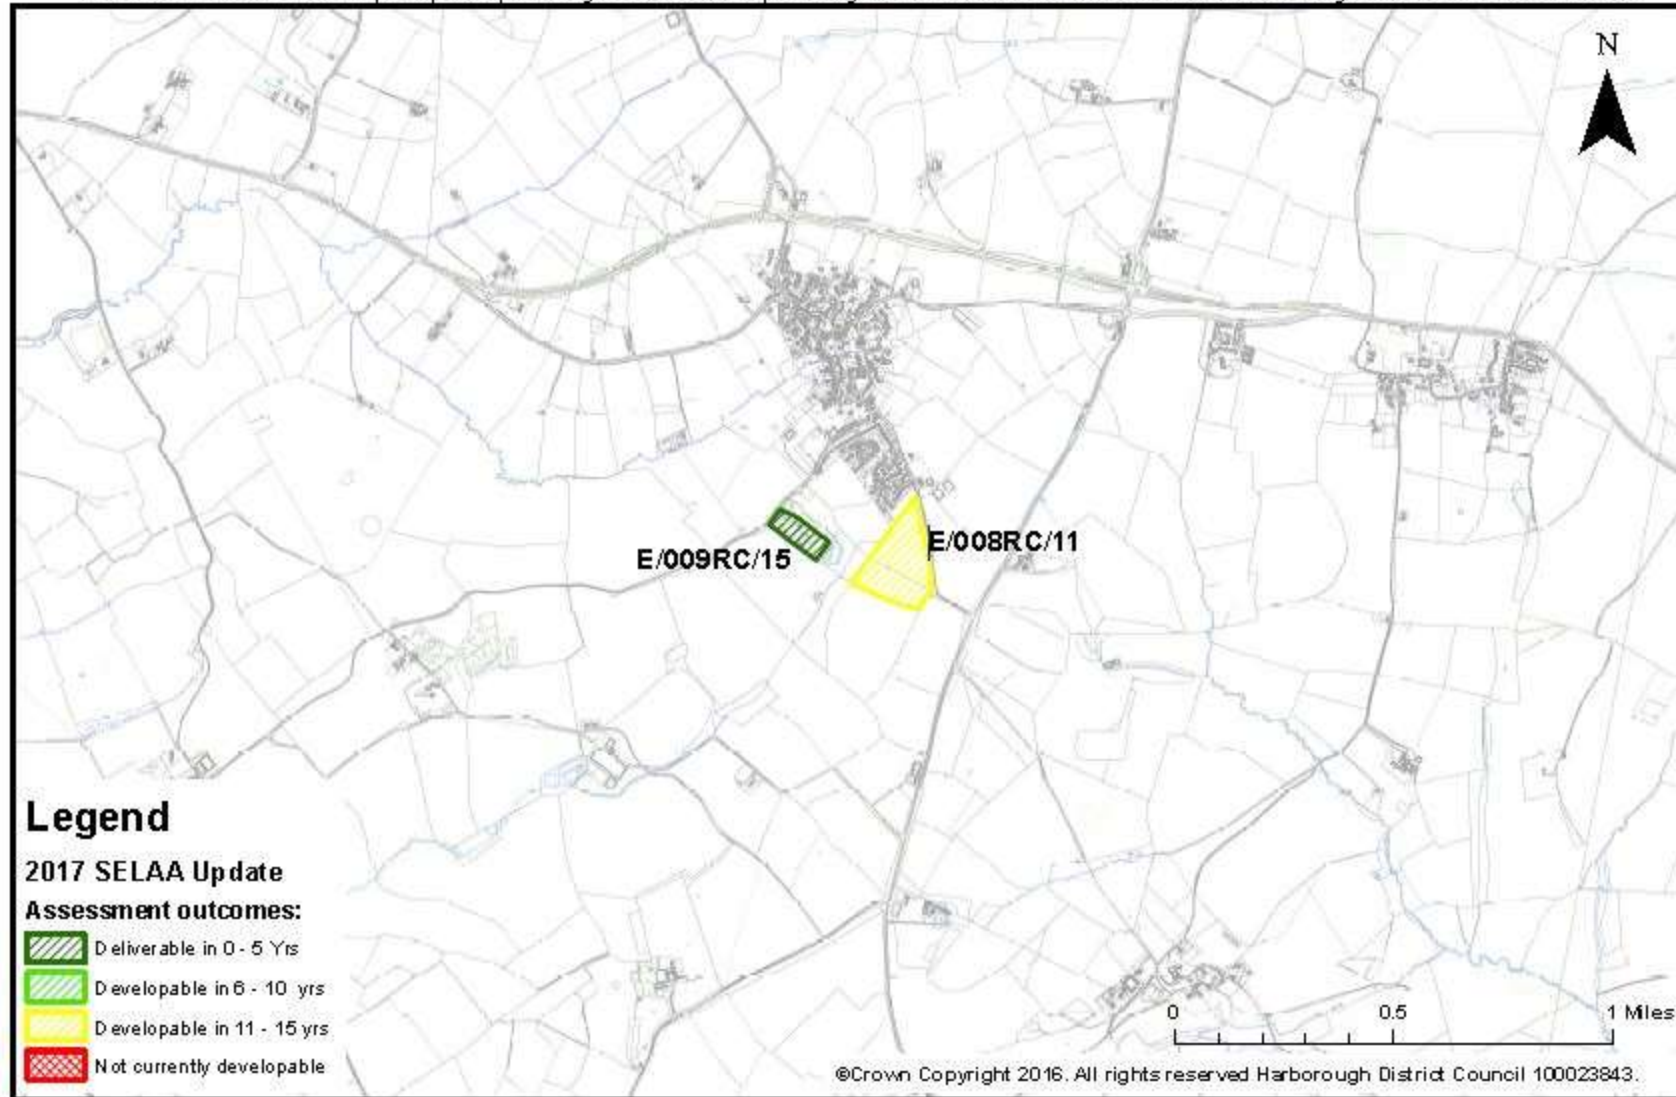 N
E/009RC/15
E/008RC/11
Legend
2017 SELAA Update
Assessment outcomes:
Deliverable in 0 - 5 Yrs
Developable in 6 - 10 yrs
Developable in 11 - 15 yrs
Not currently developable
0 0.5 1 Miles
©Crown Copyright 2016. All rights reserved Harborough District Council 100023843.